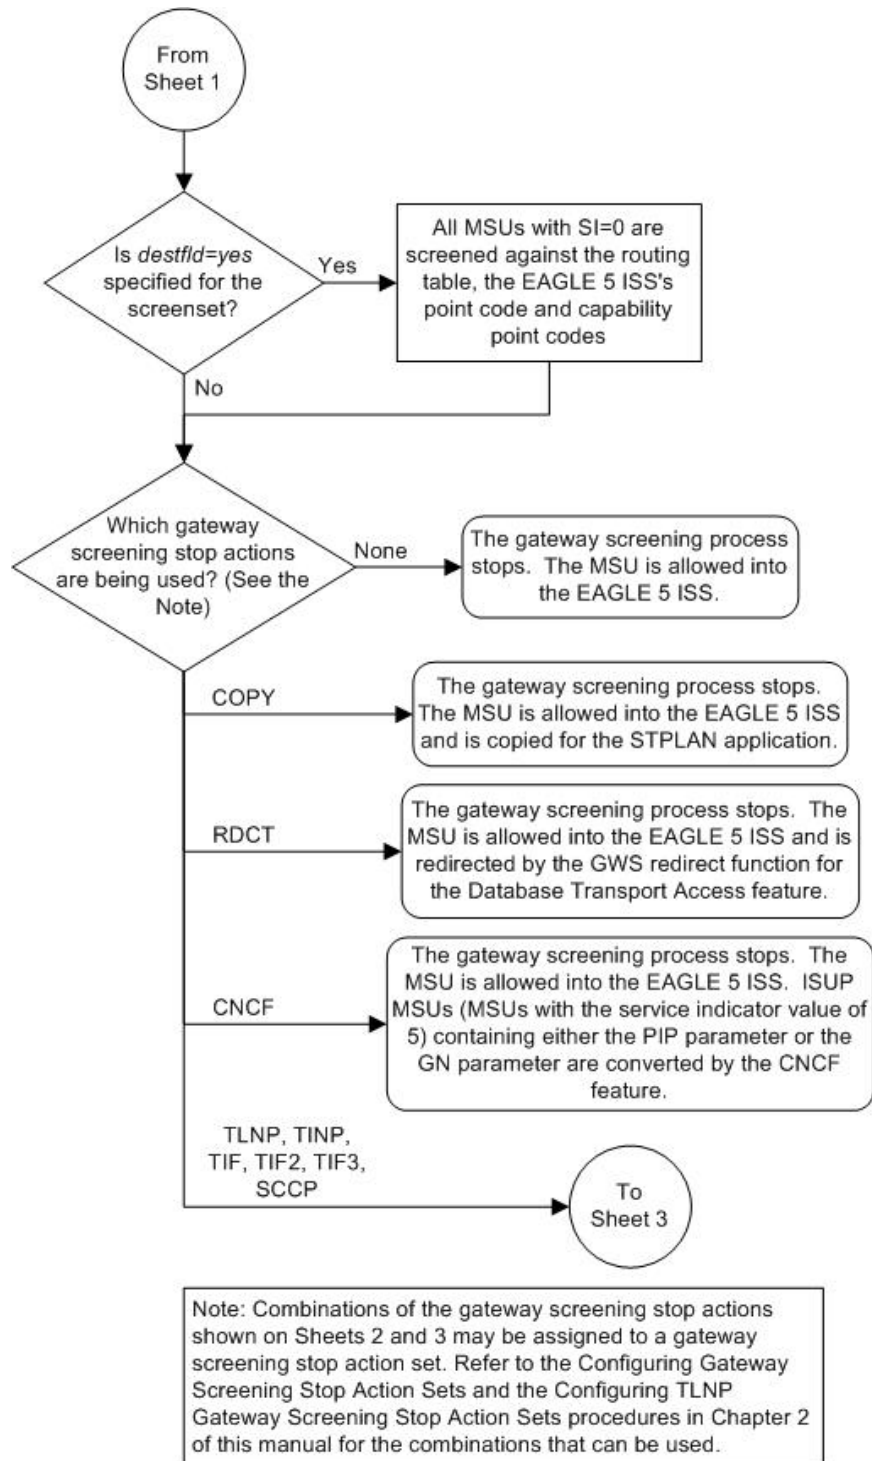 From
Sheet 1
Is destfld=yes
specified for the
screenset?
Yes
All MSUs with SI=0 are
screened against the routing
table, the EAGLE 5 ISS's
point code and capability
point codes
No
Which gateway
screening stop actions
are being used? (See the
Note)
None
The gateway screening process
stops. The MSU is allowed into
the EAGLE 5 ISS.
COPY
The gateway screening process stops.
The MSU is allowed into the EAGLE 5 ISS
and is copied for the STPLAN application.
RDCT
The gateway screening process stops. The
MSU is allowed into the EAGLE 5 ISS and is
redirected by the GWS redirect function for
the Database Transport Access feature.
CNCF
The gateway screening process stops. The
MSU is allowed into the EAGLE 5 ISS. ISUP
MSUs (MSUs with the service indicator value of
5) containing either the PIP parameter or the
GN parameter are converted by the CNCF
feature.
TLNP, TINP,
TIF, TIF2, TIF3,
SCCP
To
Sheet 3
Note: Combinations of the gateway screening stop actions
shown on Sheets 2 and 3 may be assigned to a gateway
screening stop action set. Refer to the Configuring Gateway
Screening Stop Action Sets and the Configuring TLNP
Gateway Screening Stop Action Sets procedures in Chapter 2
of this manual for the combinations that can be used.